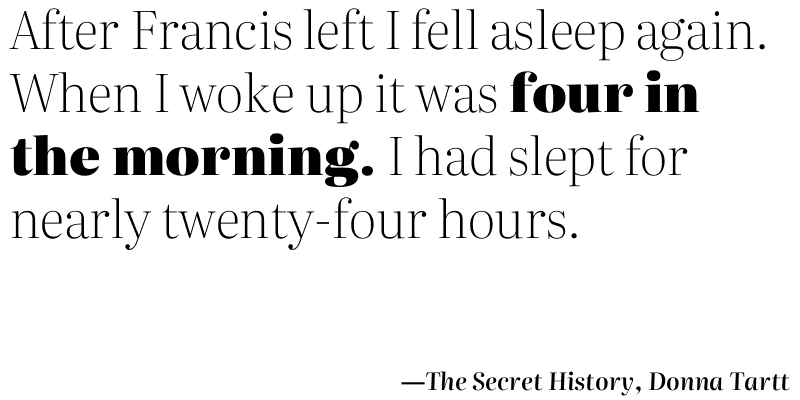 After Francis left I fell asleep again.
When I woke up it was four in
the morning. I had slept for
nearly twenty-four hours.
—The Secret History, Donna Tartt